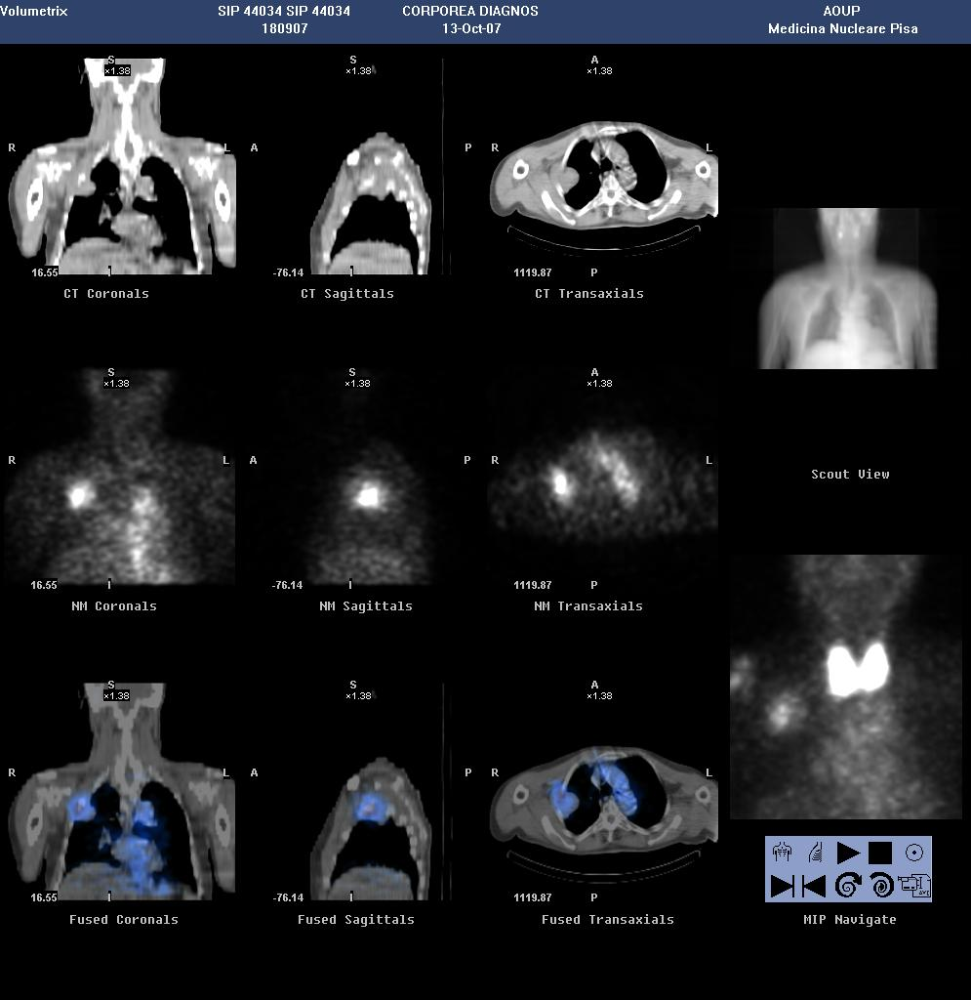 Volumetrix SIP 44034 SIP 44034 CORPOREA DIAGNOS AOUP
180907 13-Oct-07 Medicina Nucleare Pisa
S S A
×1.38 ×1.38 ×1.38
R L A P R L
16.55 I -76.14 I 1119.87 P
CT Coronals CT Sagittals CT Transaxials
S S A
×1.38 ×1.38 ×1.38
R L A P R L
Scout View
16.55 I -76.14 I 1119.87 P
NM Coronals NM Sagittals NM Transaxials
S S A
×1.38 ×1.38 ×1.38
R L A P R L
16.55 I -76.14 I 1119.87 P
AVI
Fused Coronals Fused Sagittals Fused Transaxials MIP Navigate